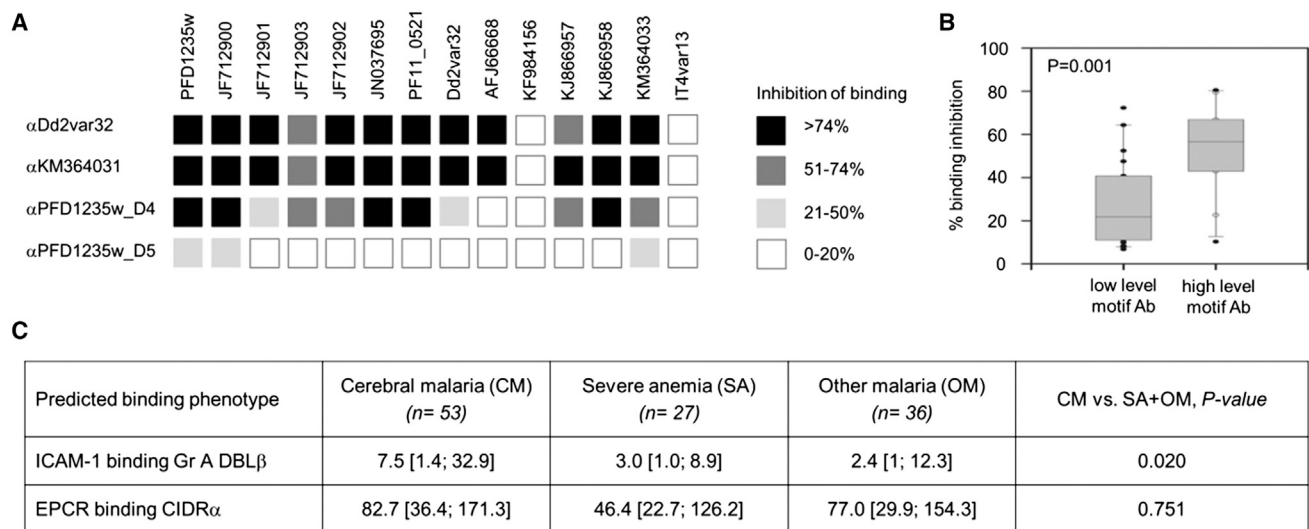 A
PFD1235w
JF712900
JF712901
JF712903
JF712902
JN037695
PF11_0521
Dd2var32
AFJ66668
KF984156
KJ866957
KJ866958
KM364033
IT4var13
αDd2var32
αKM364031
αPFD1235w_D4
αPFD1235w_D5
Inhibition of binding
>74%
51-74%
21-50%
0-20%
B
P=0.001
% binding inhibition
100
80
60
40
20
0
low level
motif Ab
high level
motif Ab
C
Predicted binding phenotype
Cerebral malaria (CM)
(n= 53)
Severe anemia (SA)
(n= 27)
Other malaria (OM)
(n= 36)
CM vs. SA+OM, P-value
ICAM-1 binding Gr A DBLβ
7.5 [1.4; 32.9]
3.0 [1.0; 8.9]
2.4 [1; 12.3]
0.020
EPCR binding CIDRα
82.7 [36.4; 171.3]
46.4 [22.7; 126.2]
77.0 [29.9; 154.3]
0.751